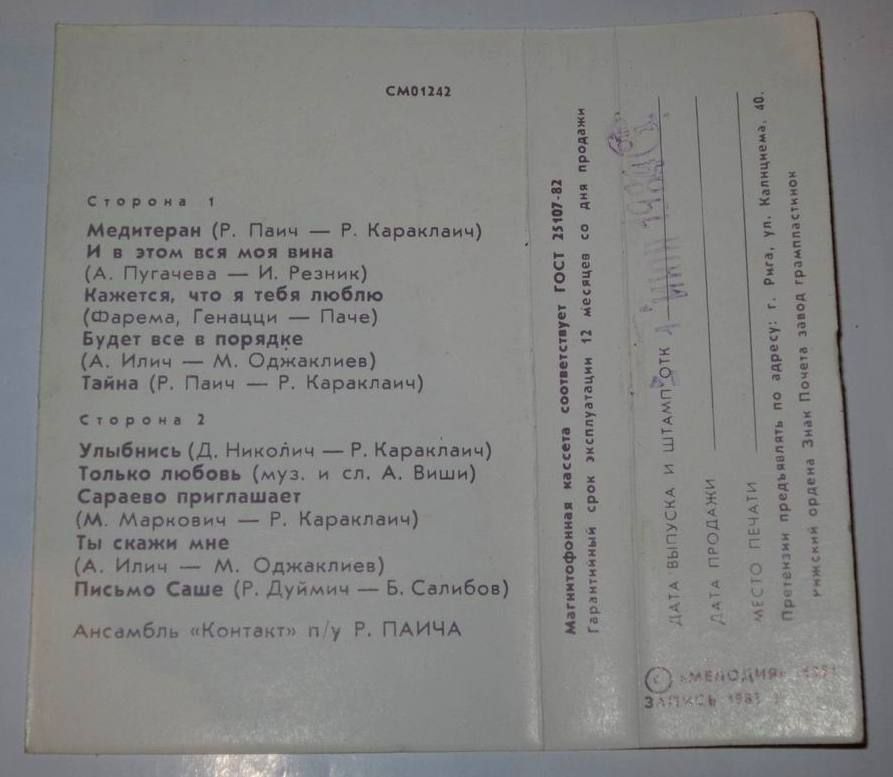 СМ01242
Сторона 1
Медитеран (Р. Паич — Р. Караклаич)
И в этом вся моя вина
(А. Пугачева — И. Резник)
Кажется, что я тебя люблю
(Фарема, Генацци — Паче)
Будет все в порядке
(А. Илич — М. Оджаклиев)
Тайна (Р. Паич — Р. Караклаич)
Сторона 2
Улыбнись (Д. Николич — Р. Караклаич)
Только любовь (муз. и сл. А. Виши)
Сараево приглашает
(М. Маркович — Р. Караклаич)
Ты скажи мне
(А. Илич — М. Оджаклиев)
Письмо Саше (Р. Дуймич — Б. Салибов)
Ансамбль «Контакт» п/у Р. ПАИЧА
Магнитофонная кассета соответствует ГОСТ 25107-82
Гарантийный срок эксплуатации 12 месяцев со дня продажи
ДАТА ВЫПУСКА И ШТАМП ОТК
ДАТА ПРОДАЖИ
МЕСТО ПЕЧАТИ
Претензии предъявлять по адресу: г. Рига, ул. Калнциема, 40.
Рижский ордена Знак Почета завод грампластинок
© «МЕЛОДИЯ»
ЗАПИСЬ